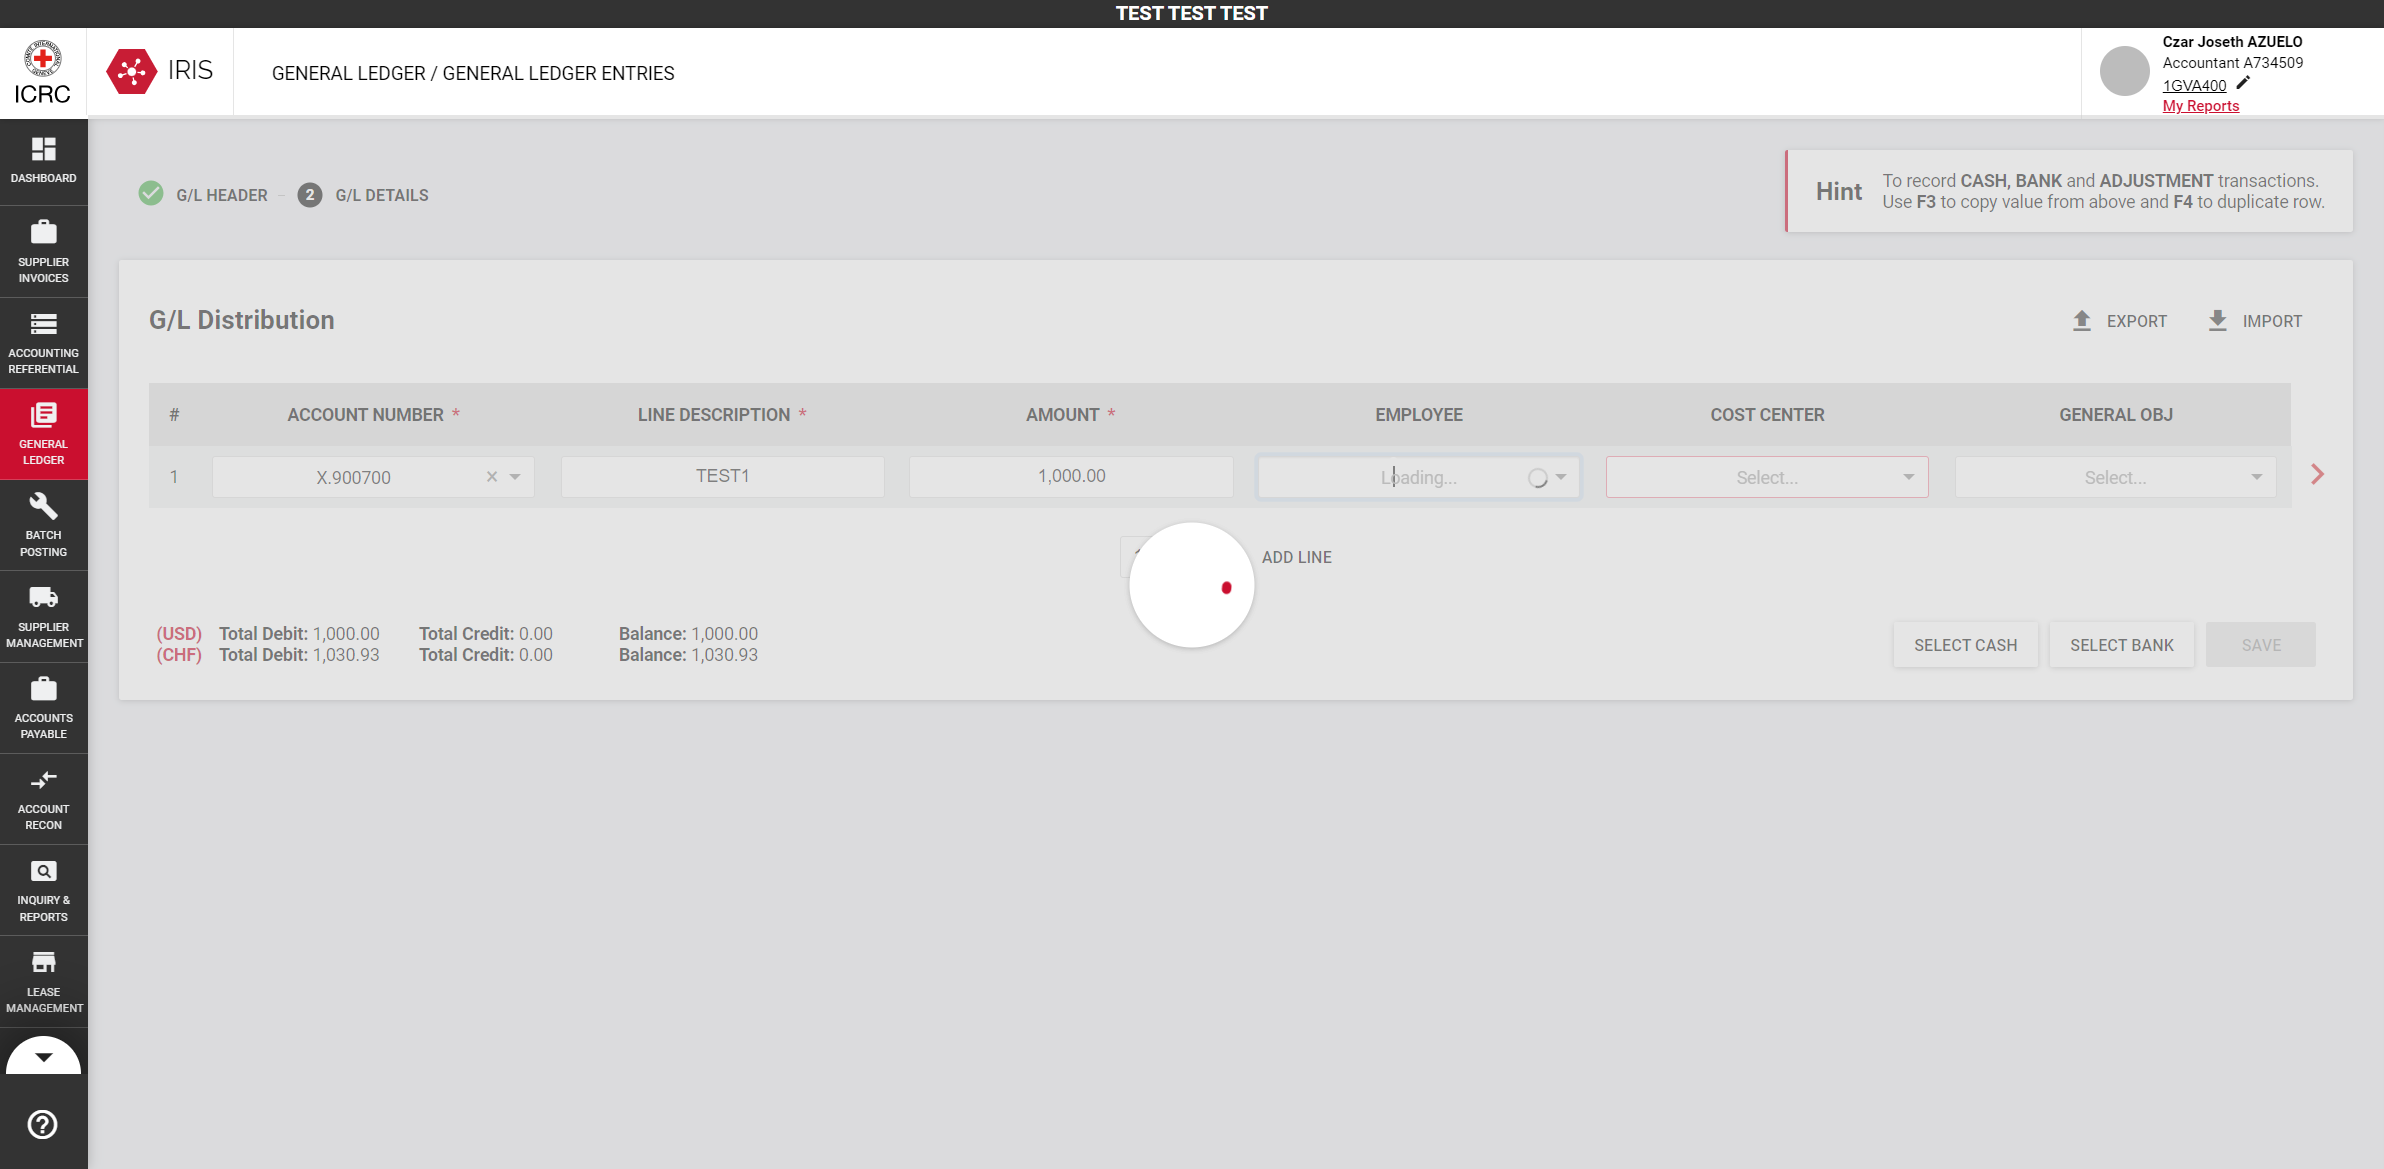 TEST TEST TEST
ICRC
IRIS
GENERAL LEDGER / GENERAL LEDGER ENTRIES
Czar Joseth AZUELO
Accountant A734509
1GVA400
My Reports
DASHBOARD
SUPPLIER
INVOICES
ACCOUNTING
REFERENTIAL
GENERAL
LEDGER
BATCH
POSTING
SUPPLIER
MANAGEMENT
ACCOUNTS
PAYABLE
ACCOUNT
RECON
INQUIRY &
REPORTS
LEASE
MANAGEMENT
G/L HEADER
2 G/L DETAILS
Hint
To record CASH, BANK and ADJUSTMENT transactions.
Use F3 to copy value from above and F4 to duplicate row.
G/L Distribution
EXPORT IMPORT
# ACCOUNT NUMBER * LINE DESCRIPTION * AMOUNT * EMPLOYEE COST CENTER GENERAL OBJ
1 X.900700 TEST1 1,000.00 Loading... Select... Select...
ADD LINE
(USD) Total Debit: 1,000.00 Total Credit: 0.00 Balance: 1,000.00
(CHF) Total Debit: 1,030.93 Total Credit: 0.00 Balance: 1,030.93
SELECT CASH SELECT BANK SAVE